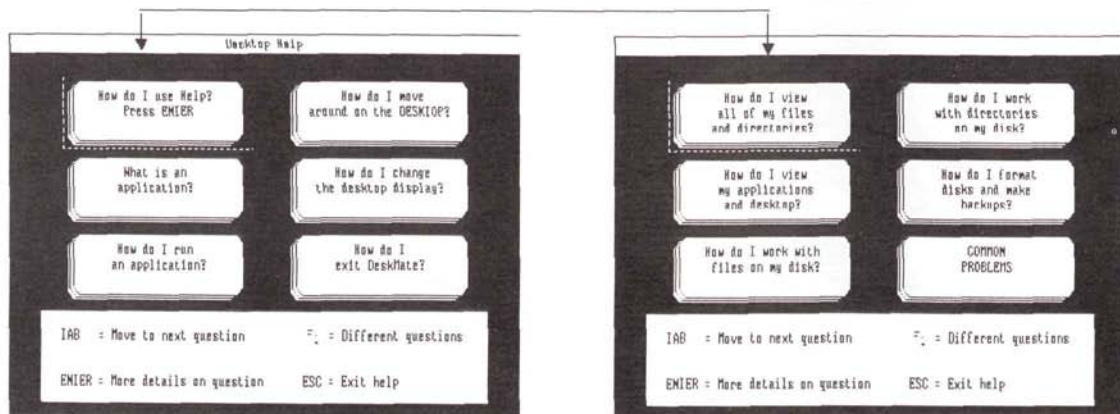 Desktop Help
How do I use Help?
Press ENTER
How do I move
around on the DESKTOP?
What is an
application?
How do I change
the desktop display?
How do I run
an application?
How do I
exit DeskMate?
TAB = Move to next question
= Different questions
ENTER = More details on question
ESC = Exit help
How do I view
all of my files
and directories?
How do I work
with directories
on my disk?
How do I view
my applications
and desktop?
How do I format
disks and make
backups?
How do I work with
files on my disk?
COMMON
PROBLEMS
TAB = Move to next question
= Different questions
ENTER = More details on question
ESC = Exit help